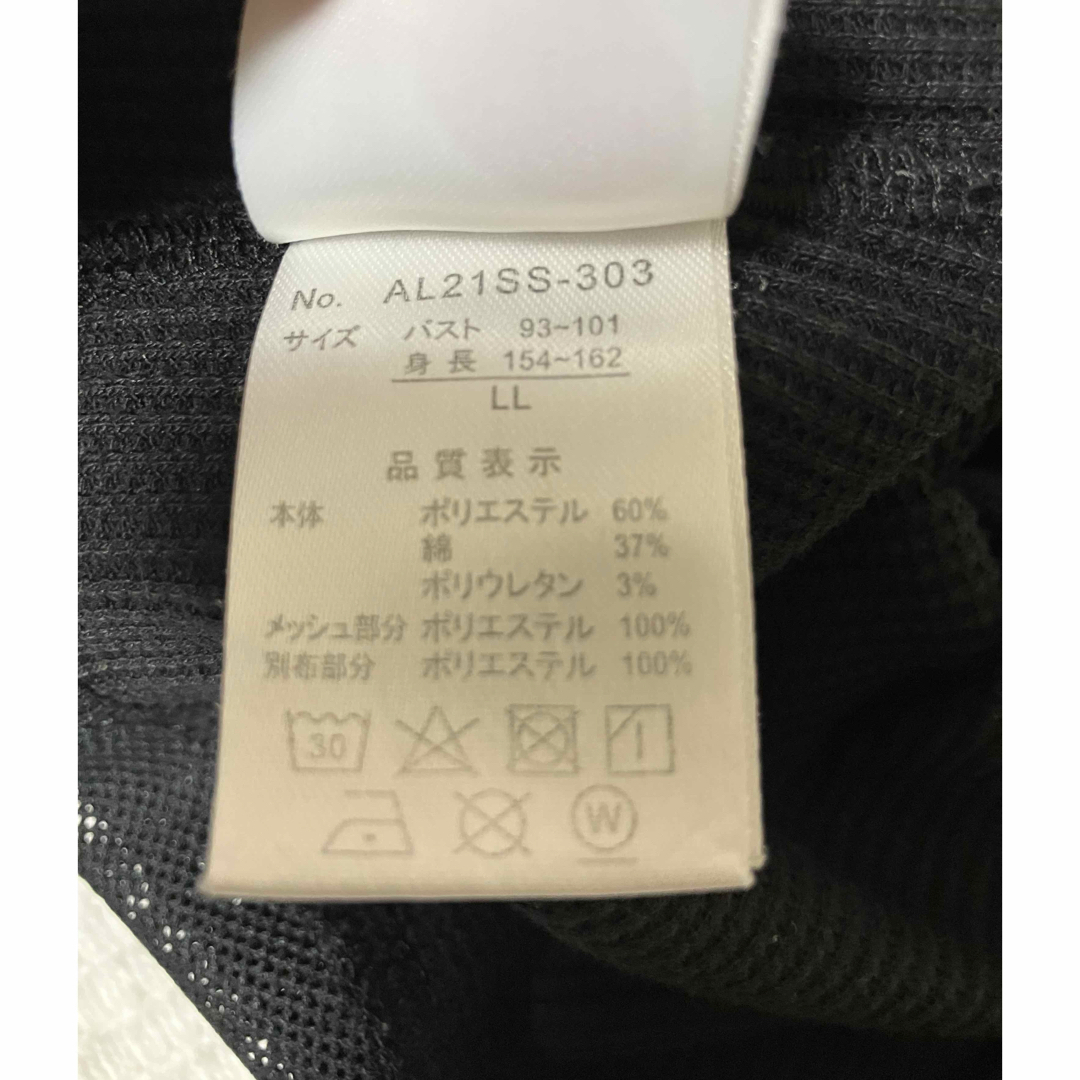 No. AL21SS-303
サイズ バスト 93~101
身長 154~162
LL
品質表示
本体 ポリエステル 60%
綿 37%
ポリウレタン 3%
メッシュ部分 ポリエステル 100%
別布部分 ポリエステル 100%
30
W